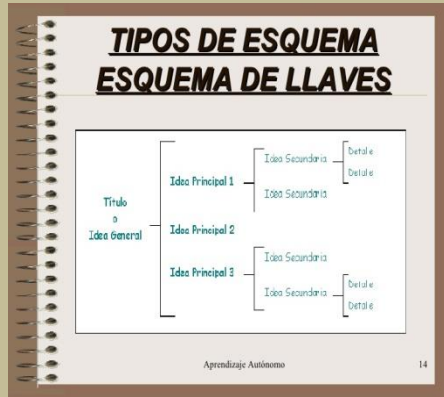 TIPOS DE ESQUEMA
ESQUEMA DE LLAVES
Título
o
Idea General
Idea Principal 1
Idea Secundaria
Detalle
Detalle
Idea Secundaria
Idea Principal 2
Idea Principal 3
Idea Secundaria
Idea Secundaria
Detalle
Detalle
Aprendizaje Autónomo
14